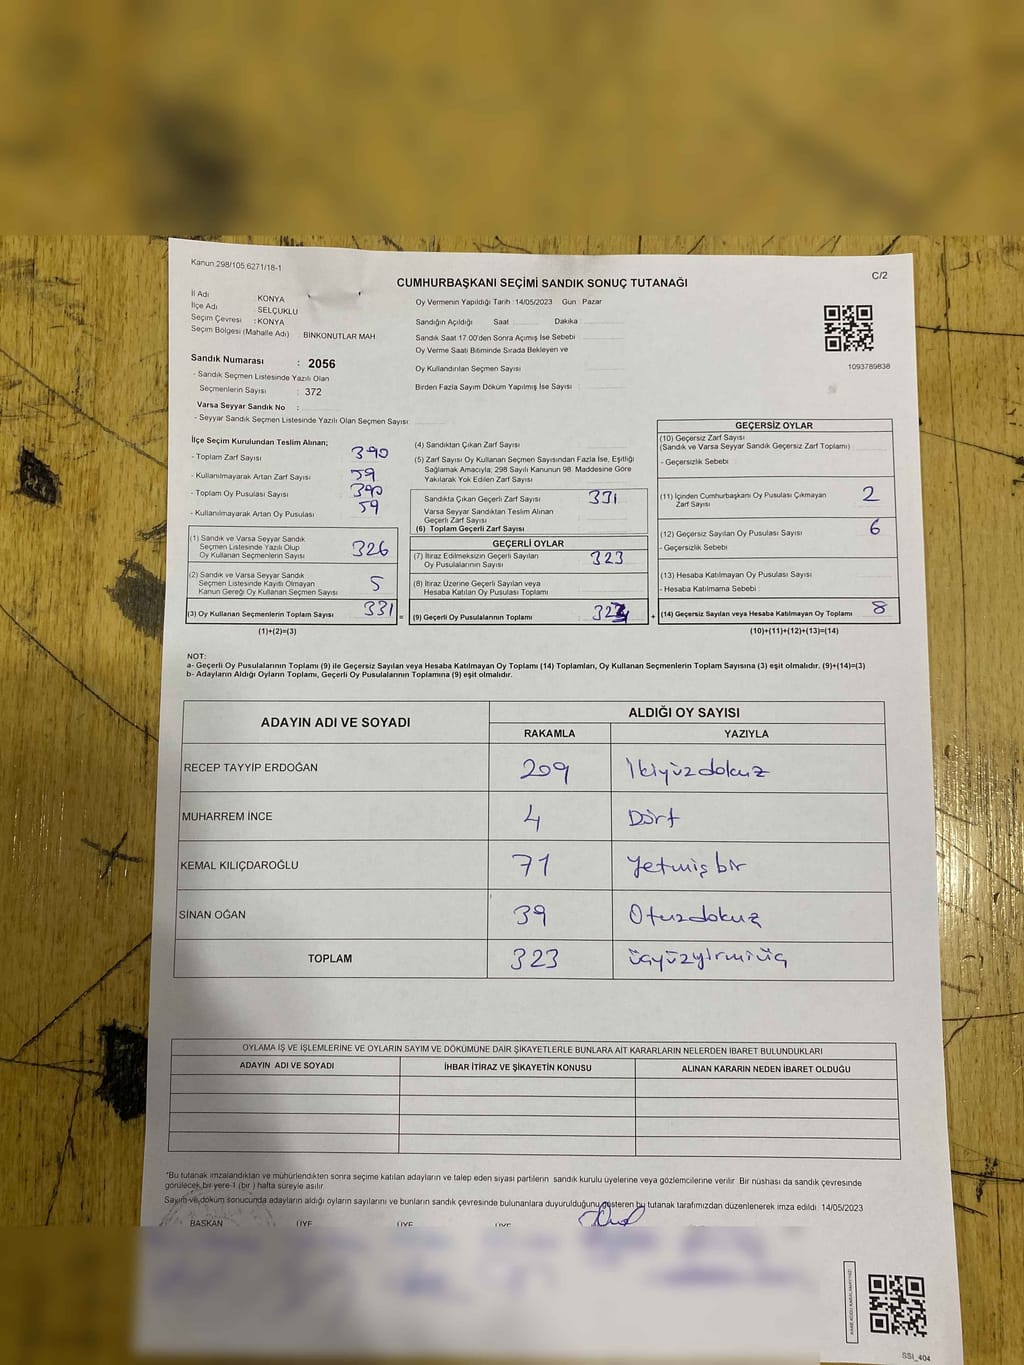 Kanun 298/105,6271/18-1
C/2
CUMHURBAŞKANI SEÇİMİ SANDIK SONUÇ TUTANAĞI
İl Adı : KONYA
İlçe Adı SELÇUKLU
Seçim Çevresi : KONYA
Seçim Bölgesi (Mahalle Adı) : BİNKONUTLAR MAH
Sandık Numarası : 2056
- Sandık Seçmen Listesinde Yazılı Olan
Seçmenlerin Sayısı : 372
Varsa Seyyar Sandık No :
- Seyyar Sandık Seçmen Listesinde Yazılı Olan Seçmen Sayısı
Oy Vermenin Yapıldığı Tarih : 14/05/2023 Gün : Pazar
Sandığın Açıldığı Saat Dakika
Sandık Saat 17.00'den Sonra Açımış İse Sebebi
Oy Verme Saati Bitiminde Sırada Bekleyen ve
Oy Kullandırılan Seçmen Sayısı
Birden Fazla Sayım Döküm Yapılmış İse Sayısı
1093789838
İlçe Seçim Kurulundan Teslim Alınan;
- Toplam Zarf Sayısı 390
- Kullanılmayarak Artan Zarf Sayısı 59
- Toplam Oy Pusulası Sayısı 390
- Kullanılmayarak Artan Oy Pusulası 59
(1) Sandık ve Varsa Seyyar Sandık
Seçmen Listesinde Yazılı Olup
Oy Kullanan Seçmenlerin Sayısı 326
(2) Sandık ve Varsa Seyyar Sandık
Seçmen Listesinde Kayıtlı Olmayan
Kanun Gereği Oy Kullanan Seçmen Sayısı 5
(3) Oy Kullanan Seçmenlerin Toplam Sayısı 331 =
(1)+(2)=(3)
(4) Sandıktan Çıkan Zarf Sayısı
(5) Zarf Sayısı Oy Kullanan Seçmen Sayısından Fazla İse, Eşitliği
Sağlamak Amacıyla; 298 Sayılı Kanunun 98. Maddesine Göre
Yakılarak Yok Edilen Zarf Sayısı
Sandıkta Çıkan Geçerli Zarf Sayısı 331
Varsa Seyyar Sandıktan Teslim Alınan
Geçerli Zarf Sayısı
(6) Toplam Geçerli Zarf Sayısı
GEÇERLİ OYLAR
(7) İtiraz Edilmeksizin Geçerli Sayılan
Oy Pusulalarının Sayısı 323
(8) İtiraz Üzerine Geçerli Sayılan veya
Hesaba Katılan Oy Pusulası Toplamı
(9) Geçerli Oy Pusulalarının Toplamı +
GEÇERSİZ OYLAR
(10) Geçersiz Zarf Sayısı
(Sandık ve Varsa Seyyar Sandık Geçersiz Zarf Toplamı)
- Geçersizlik Sebebi
(11) İçinden Cumhurbaşkanı Oy Pusulası Çıkmayan
Zarf Sayısı 2
(12) Geçersiz Sayılan Oy Pusulası Sayısı 6
- Geçersizlik Sebebi
(13) Hesaba Katılmayan Oy Pusulası Sayısı
- Hesaba Katılmama Sebebi
(14) Geçersiz Sayılan veya Hesaba Katılmayan Oy Toplamı 8
(10)+(11)+(12)+(13)=(14)
NOT:
a- Geçerli Oy Pusulalarının Toplamı (9) ile Geçersiz Sayılan veya Hesaba Katılmayan Oy Toplamı (14) Toplamları, Oy Kullanan Seçmenlerin Toplam Sayısına (3) eşit olmalıdır. (9)+(14)=(3)
b- Adayların Aldığı Oyların Toplamı, Geçerli Oy Pusulalarının Toplamına (9) eşit olmalıdır.
ADAYIN ADI VE SOYADI ALDIĞI OY SAYISI
RAKAMLA YAZIYLA
RECEP TAYYİP ERDOĞAN 209 İkiyüzdokuz
MUHARREM İNCE 4 Dört
KEMAL KILIÇDAROĞLU 71 Yetmişbir
SİNAN OĞAN 39 Otuzdokuz
TOPLAM 323 üçyüzyirmiüç
OYLAMA İŞ VE İŞLEMLERİNE VE OYLARIN SAYIM VE DÖKÜMÜNE DAİR ŞİKAYETLERLE BUNLARA AİT KARARLARIN NELERDEN İBARET BULUNDUKLARI
ADAYIN ADI VE SOYADI İHBAR İTİRAZ VE ŞİKAYETİN KONUSU ALINAN KARARIN NEDEN İBARET OLDUĞU
*Bu tutanak imzalandıktan ve mühürlendikten sonra seçime katılan adayların ve talep eden siyasi partilerin sandık kurulu üyelerine veya gözlemcilerine verilir. Bir nüshası da sandık çevresinde
görülecek bir yere 1 (bir ) hafta süreyle asılır.
Sayım ve döküm sonucunda adayların aldığı oyların sayılarını ve bunların sandık çevresinde bulunanlara duyurulduğunu gösteren bu tutanak tarafımızdan düzenlenerek imza edildi. 14/05/2023
BAŞKAN ÜYE ÜYE ÜYE
SSI_404